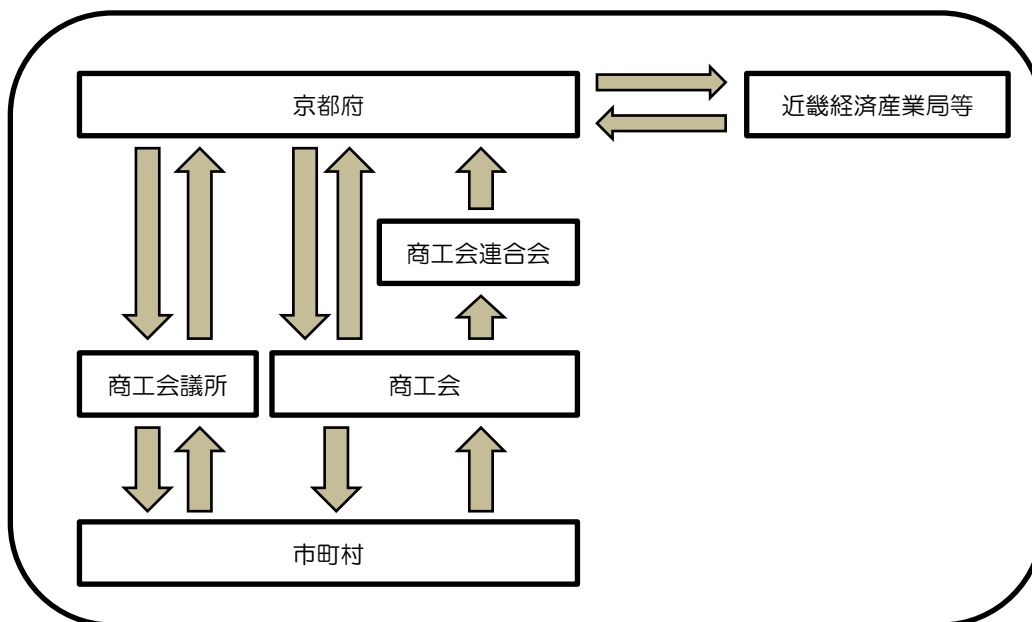 京都府
近畿経済産業局等
商工会連合会
商工会議所
商工会
市町村